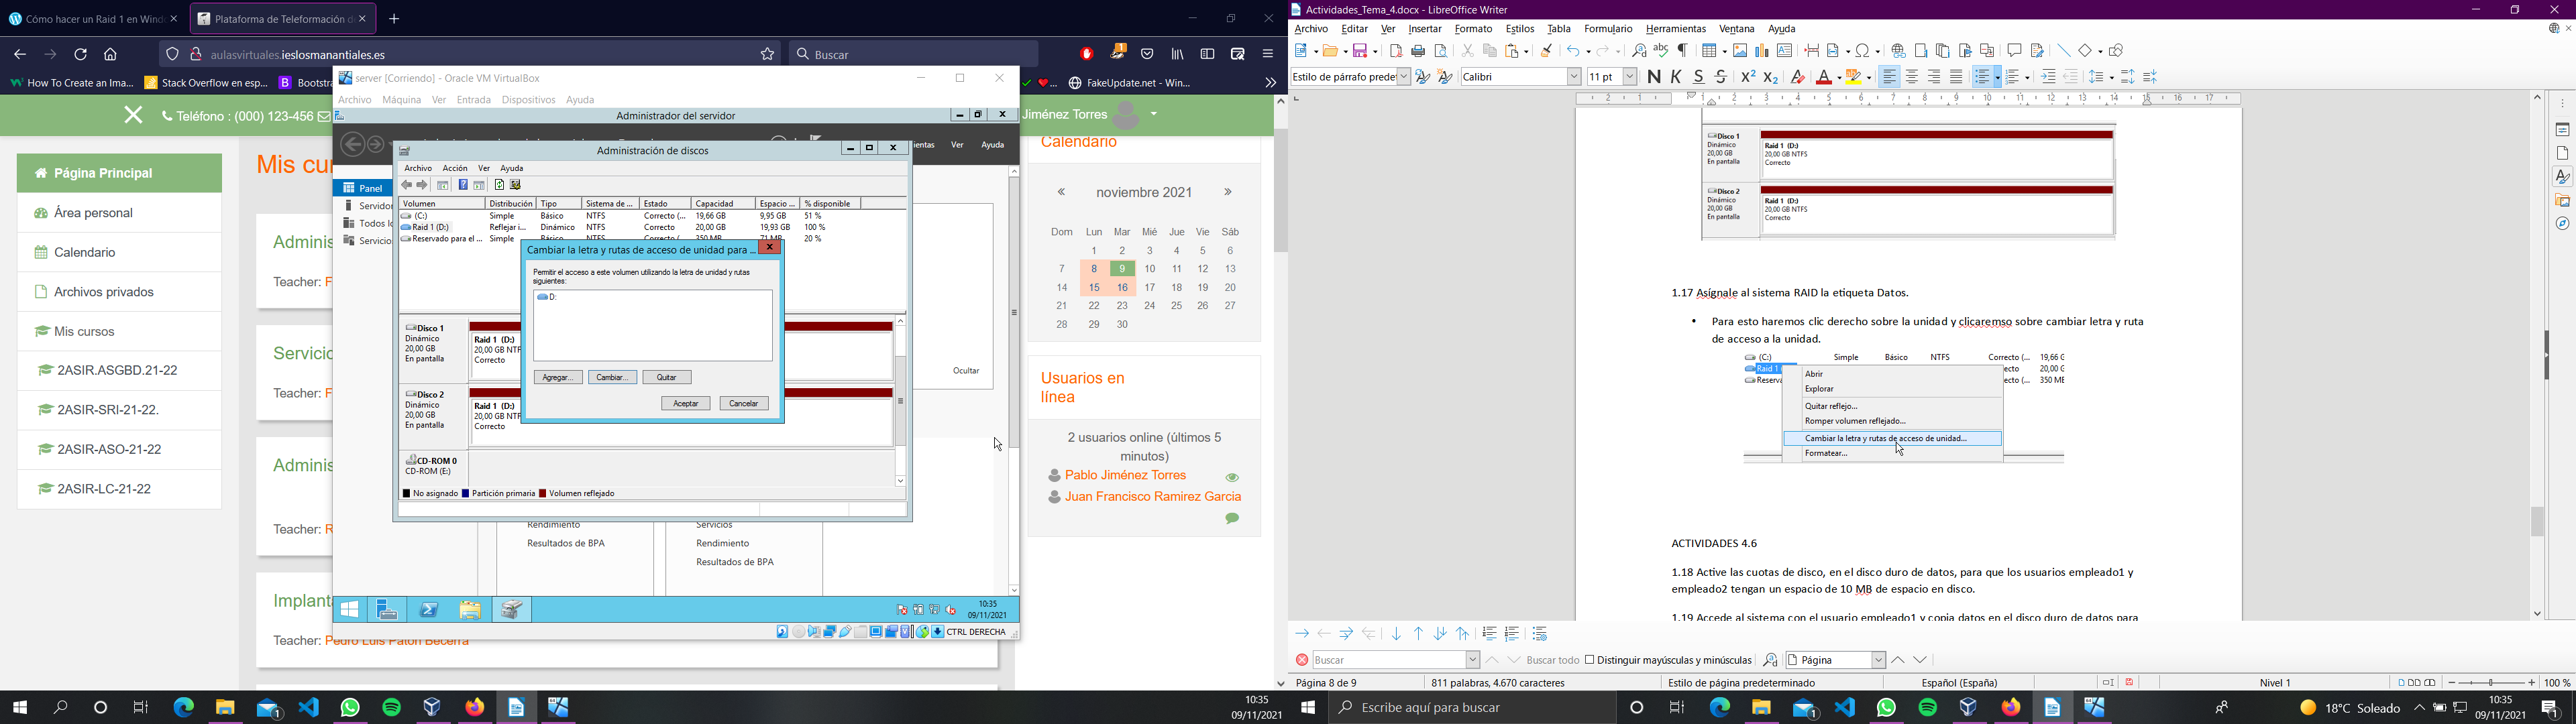 Cómo hacer un Raid 1 en Wind
Plataforma de Teleformación d
aulasvirtuales.ieslosmanantiales.es
Buscar
How To Create an Ima...
Stack Overflow en esp...
Bootstra
FakeUpdate.net - Win...
Teléfono : (000) 123-456
Jiménez Torres
Página Principal
Área personal
Calendario
Archivos privados
Mis cursos
2ASIR.ASGBD.21-22
2ASIR-SRI-21-22.
2ASIR-ASO-21-22
2ASIR-LC-21-22
Mis cu
Adminis
Teacher: F
Servicio
Teacher: F
Adminis
Teacher: R
Implanta
Teacher: Pedro Luis Patón Becerra
server [Corriendo] - Oracle VM VirtualBox
Archivo Máquina Ver Entrada Dispositivos Ayuda
Administrador del servidor
ientas Ver Ayuda
Panel
Servidor
Todos lo
Servicio
Ocultar
Administración de discos
Archivo Acción Ver Ayuda
Volumen Distribución Tipo Sistema de ... Estado Capacidad Espacio ... % disponible
(C:) Simple Básico NTFS Correcto (... 19,66 GB 9,95 GB 51 %
Raid 1 (D:) Reflejar i... Dinámico NTFS Correcto 20,00 GB 19,93 GB 100 %
Reservado para el ... Simple Básico NTFS Correcto ( 350 MB 71 MB 20 %
Cambiar la letra y rutas de acceso de unidad para ...
Permitir el acceso a este volumen utilizando la letra de unidad y rutas
siguientes:
D:
Agregar... Cambiar... Quitar
Aceptar Cancelar
Disco 1
Dinámico
20,00 GB
En pantalla
Raid 1 (D:)
20,00 GB NTF
Correcto
Disco 2
Dinámico
20,00 GB
En pantalla
Raid 1 (D:)
20,00 GB NTF
Correcto
CD-ROM 0
CD-ROM (E:)
No asignado Partición primaria Volumen reflejado
Rendimiento
Resultados de BPA
Servicios
Rendimiento
Resultados de BPA
10:35
09/11/2021
CTRL DERECHA
Calendario
« noviembre 2021 »
Dom Lun Mar Mié Jue Vie Sáb
1 2 3 4 5 6
7 8 9 10 11 12 13
14 15 16 17 18 19 20
21 22 23 24 25 26 27
28 29 30
Usuarios en
línea
2 usuarios online (últimos 5
minutos)
Pablo Jiménez Torres
Juan Francisco Ramirez Garcia
10:35
09/11/2021
Actividades_Tema_4.docx - LibreOffice Writer
Archivo Editar Ver Insertar Formato Estilos Tabla Formulario Herramientas Ventana Ayuda
Estilo de párrafo predet
Calibri
11 pt
N K S S
2 1 1 2 3 4 5 6 7 8 9 10 11 12 13 14 15 16 17
Disco 1
Dinámico
20,00 GB
En pantalla
Raid 1 (D:)
20,00 GB NTFS
Correcto
Disco 2
Dinámico
20,00 GB
En pantalla
Raid 1 (D:)
20,00 GB NTFS
Correcto
1.17 Asígnale al sistema RAID la etiqueta Datos.
• Para esto haremos clic derecho sobre la unidad y clicaremso sobre cambiar letra y ruta
de acceso a la unidad.
(C:) Simple Básico NTFS Correcto (... 19,66 G
Raid 1 ecto 20,00 G
Reserva ecto (... 350 ME
Abrir
Explorar
Quitar reflejo...
Romper volumen reflejado...
Cambiar la letra y rutas de acceso de unidad...
Formatear...
ACTIVIDADES 4.6
1.18 Active las cuotas de disco, en el disco duro de datos, para que los usuarios empleado1 y
empleado2 tengan un espacio de 10 MB de espacio en disco.
1.19 Accede al sistema con el usuario empleado1 y copia datos en el disco duro de datos para
Buscar
Buscar todo
Distinguir mayúsculas y minúsculas
Página
Página 8 de 9
811 palabras, 4.670 caracteres
Estilo de página predeterminado
Español (España)
Nivel 1
100 %
Escribe aquí para buscar
18°C Soleado
10:35
09/11/2021